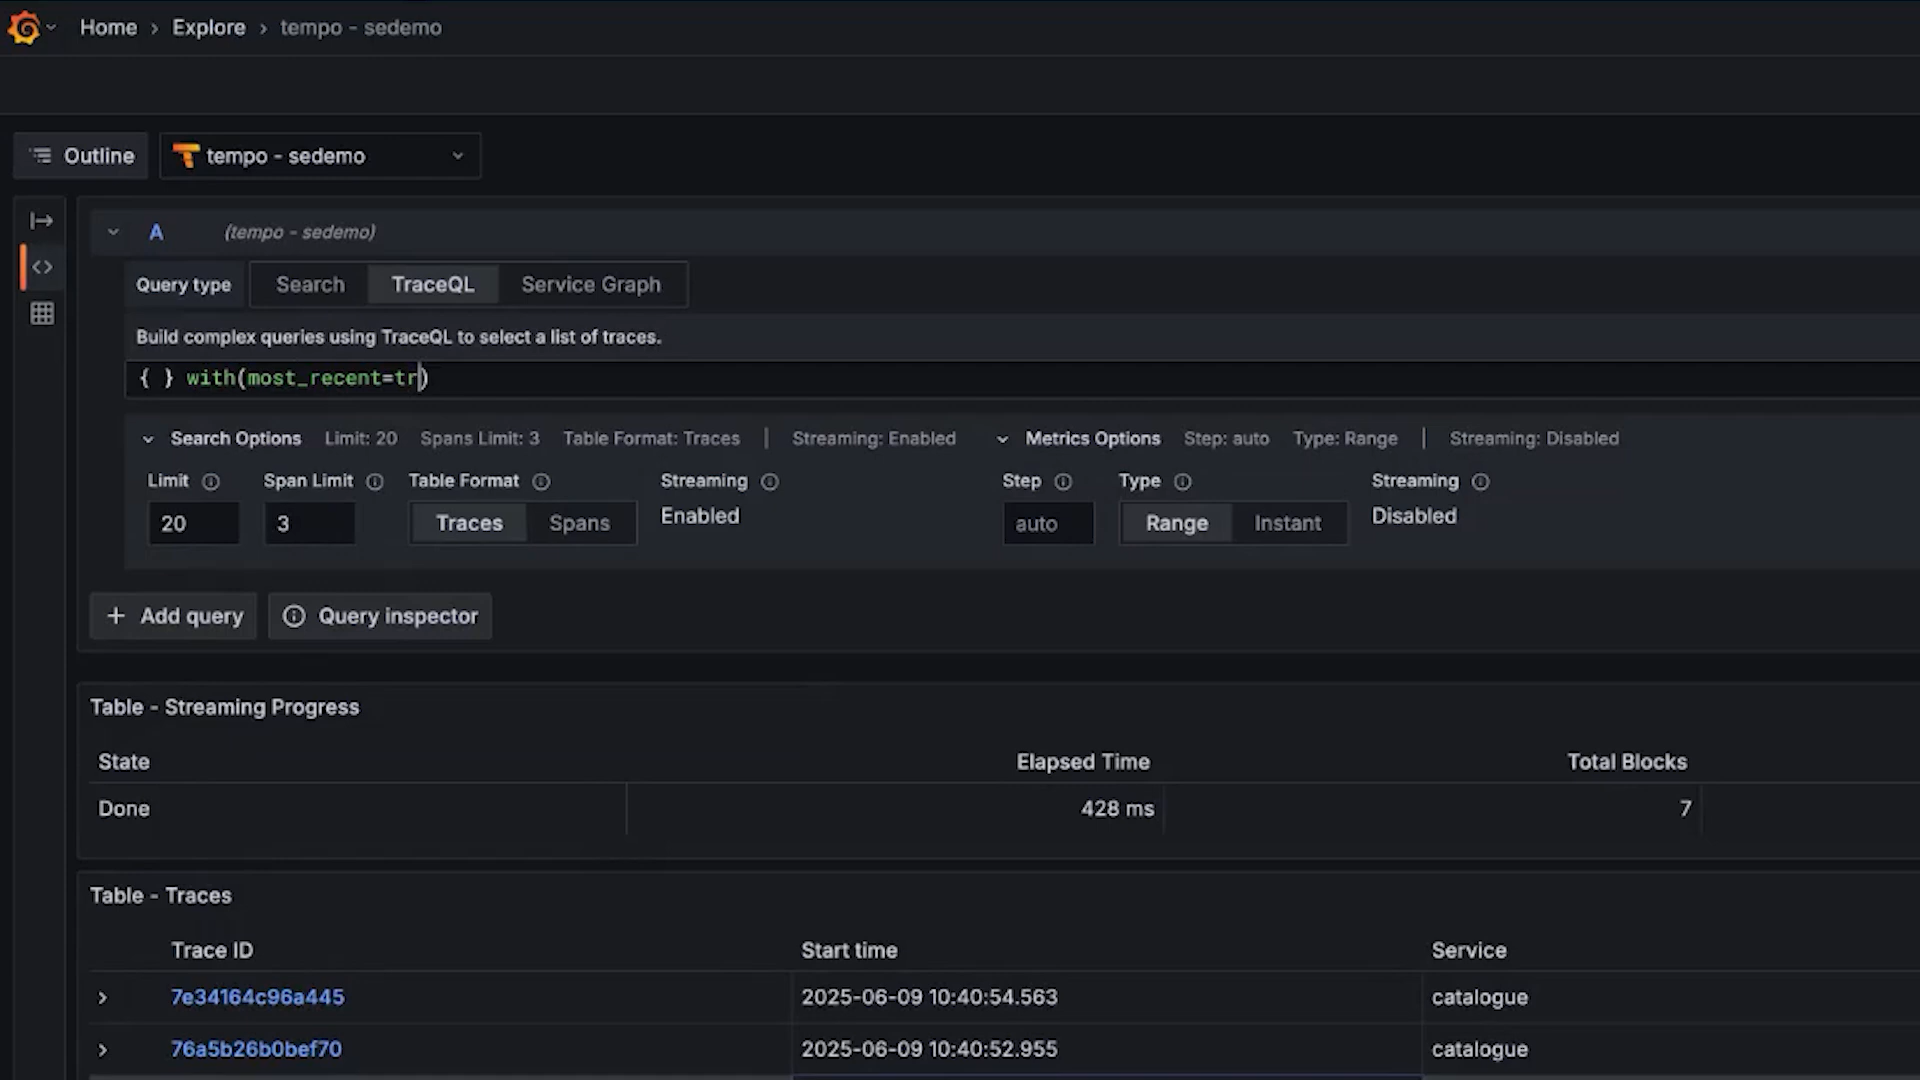 Home › Explore › tempo - sedemo
Outline tempo - sedemo
A (tempo - sedemo)
Query type Search TraceQL Service Graph
Build complex queries using TraceQL to select a list of traces.
{ } with(most_recent=tr)
Search Options Limit: 20 Spans Limit: 3 Table Format: Traces | Streaming: Enabled Metrics Options Step: auto Type: Range | Streaming: Disabled
Limit Span Limit Table Format Streaming Step Type Streaming
20 3 Traces Spans Enabled auto Range Instant Disabled
+ Add query Query inspector
Table - Streaming Progress
State Elapsed Time Total Blocks
Done 428 ms 7
Table - Traces
Trace ID Start time Service
7e34164c96a445 2025-06-09 10:40:54.563 catalogue
76a5b26b0bef70 2025-06-09 10:40:52.955 catalogue